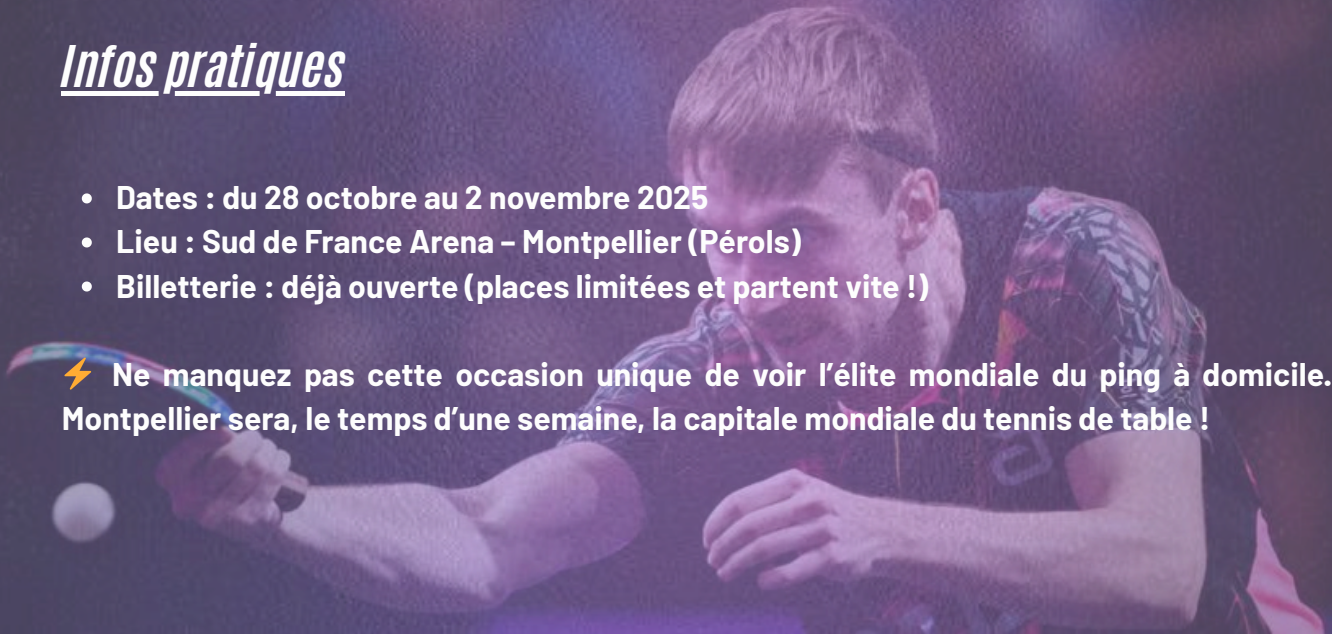 Infos pratiques
• Dates : du 28 octobre au 2 novembre 2025
• Lieu : Sud de France Arena – Montpellier (Pérols)
• Billetterie : déjà ouverte (places limitées et partent vite !)
⚡ Ne manquez pas cette occasion unique de voir l’élite mondiale du ping à domicile.
Montpellier sera, le temps d’une semaine, la capitale mondiale du tennis de table !